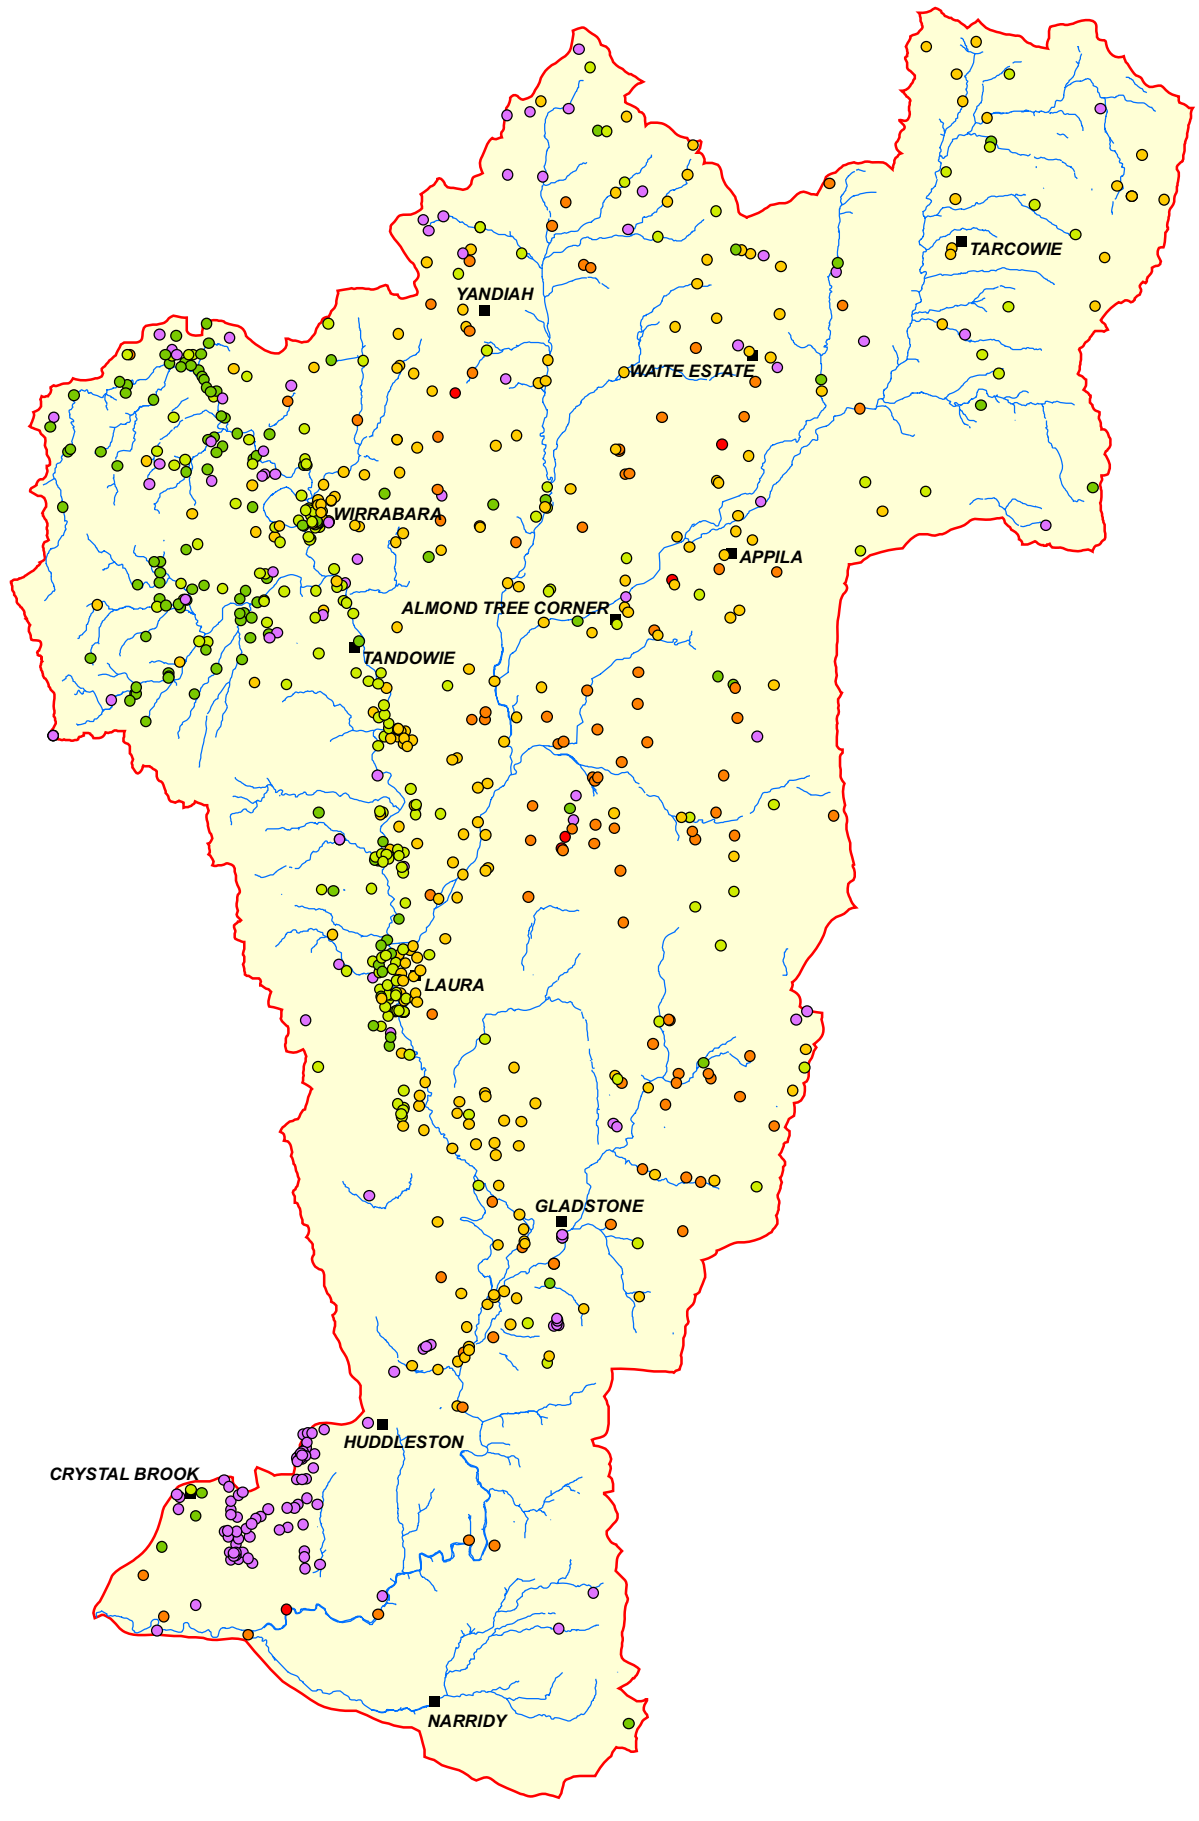 TARCOWIE
YANDIAH
WAITE ESTATE
WIRRABARA
APPILA
ALMOND TREE CORNER
TANDOWIE
LAURA
GLADSTONE
HUDDLESTON
CRYSTAL BROOK
NARRIDY